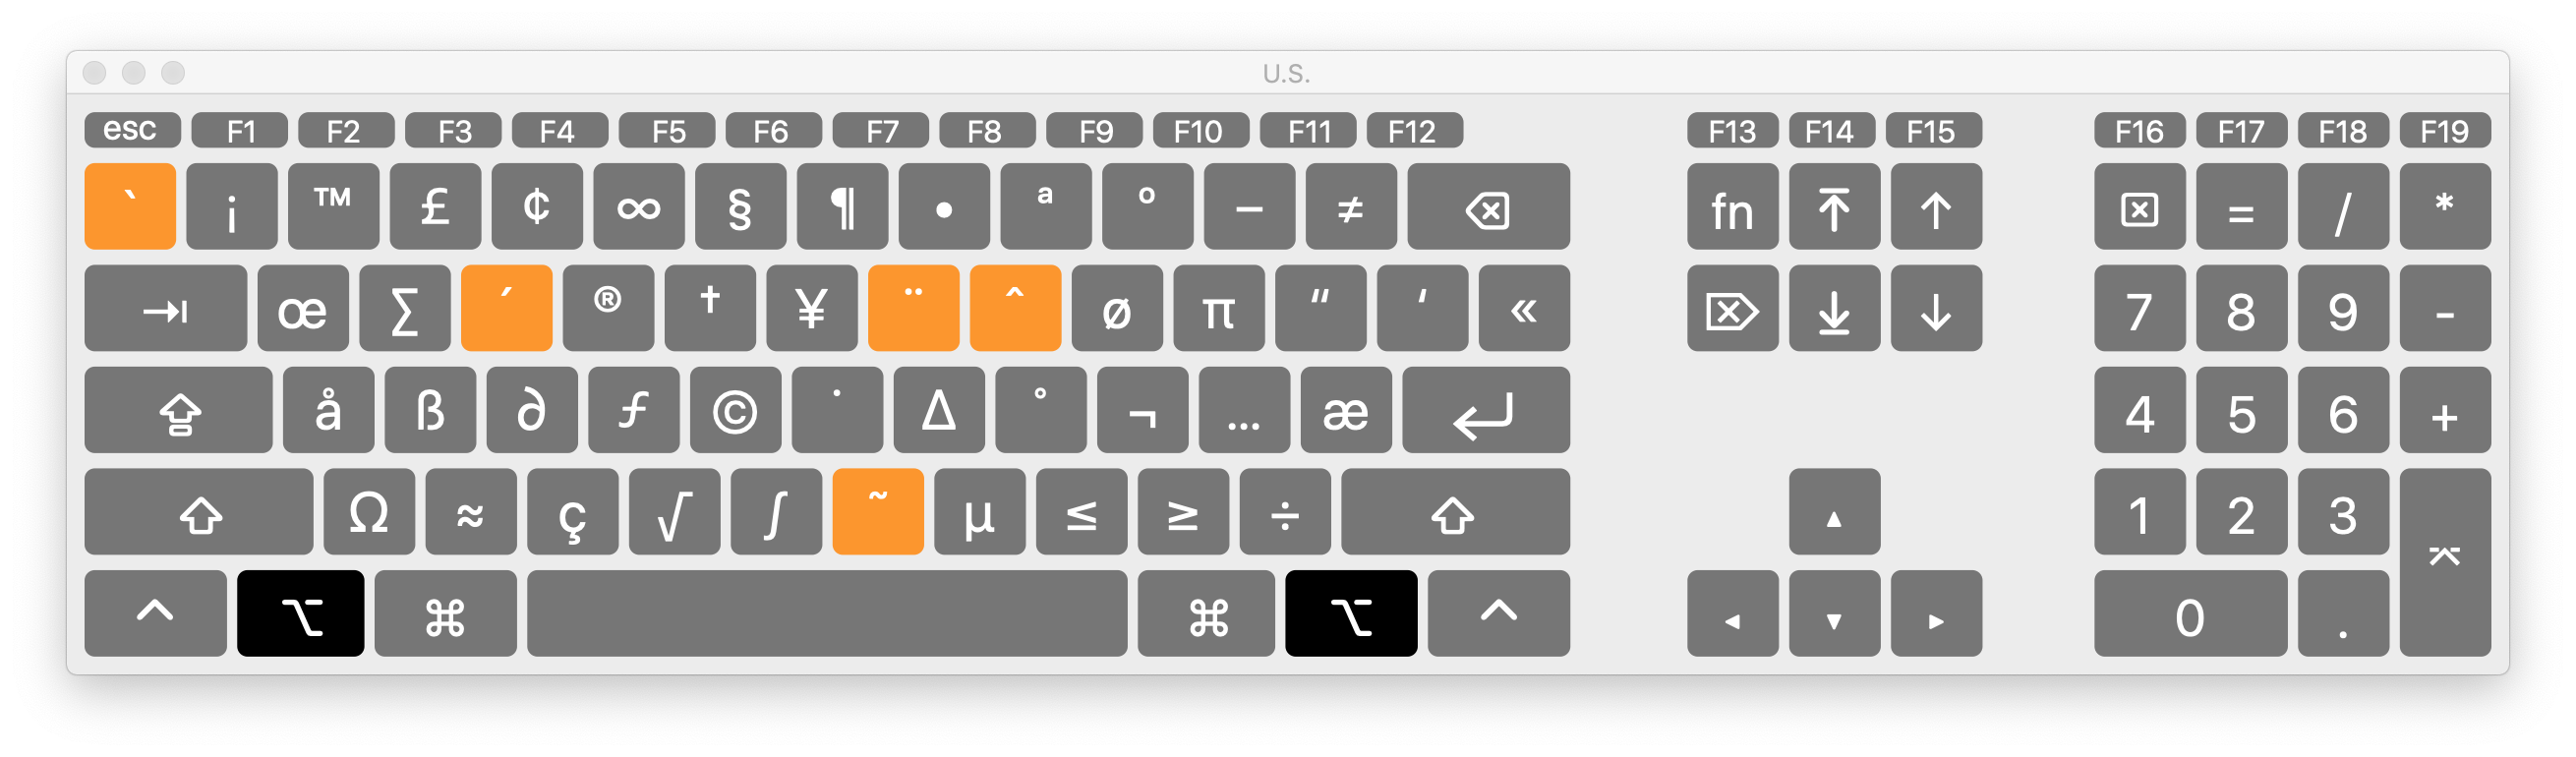 U.S.
esc F1 F2 F3 F4 F5 F6 F7 F8 F9 F10 F11 F12 F13 F14 F15 F16 F17 F18 F19
` ¡ ™ £ ¢ ∞ § ¶ • ª º – ≠ ⌫ fn ⤒ ↑ ⌧ = / *
⇥ œ ∑ ´ ® † ¥ ¨ ˆ ø π “ ‘ « ⌦ ⤓ ↓ 7 8 9 -
⇪ å ß ∂ ƒ © ˙ ∆ ˚ ¬ … æ ↩ 4 5 6 +
⇧ Ω ≈ ç √ ∫ ˜ µ ≤ ≥ ÷ ⇧ ▲ 1 2 3 ⌤
⌃ ⌥ ⌘ ⌘ ⌥ ⌃ ◀ ▼ ▶ 0 .